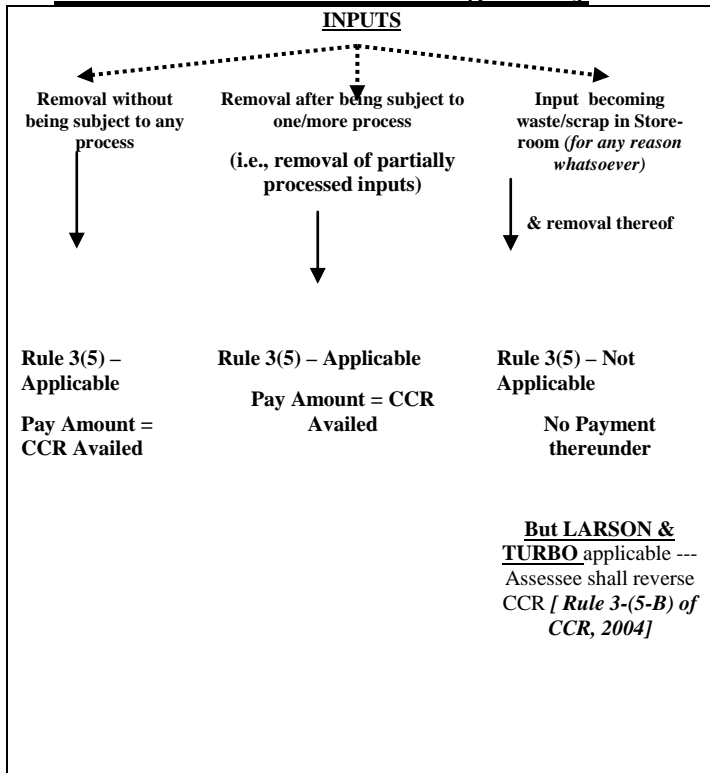 INPUTS
Removal without
being subject to any
process
Removal after being subject to
one/more process
(i.e., removal of partially
processed inputs)
Input becoming
waste/scrap in Store-
room (for any reason
whatsoever)
& removal thereof
Rule 3(5) –
Applicable
Pay Amount =
CCR Availed
Rule 3(5) – Applicable
Pay Amount = CCR
Availed
Rule 3(5) – Not
Applicable
No Payment
thereunder
But LARSON &
TURBO applicable ---
Assessee shall reverse
CCR [ Rule 3-(5-B) of
CCR, 2004]